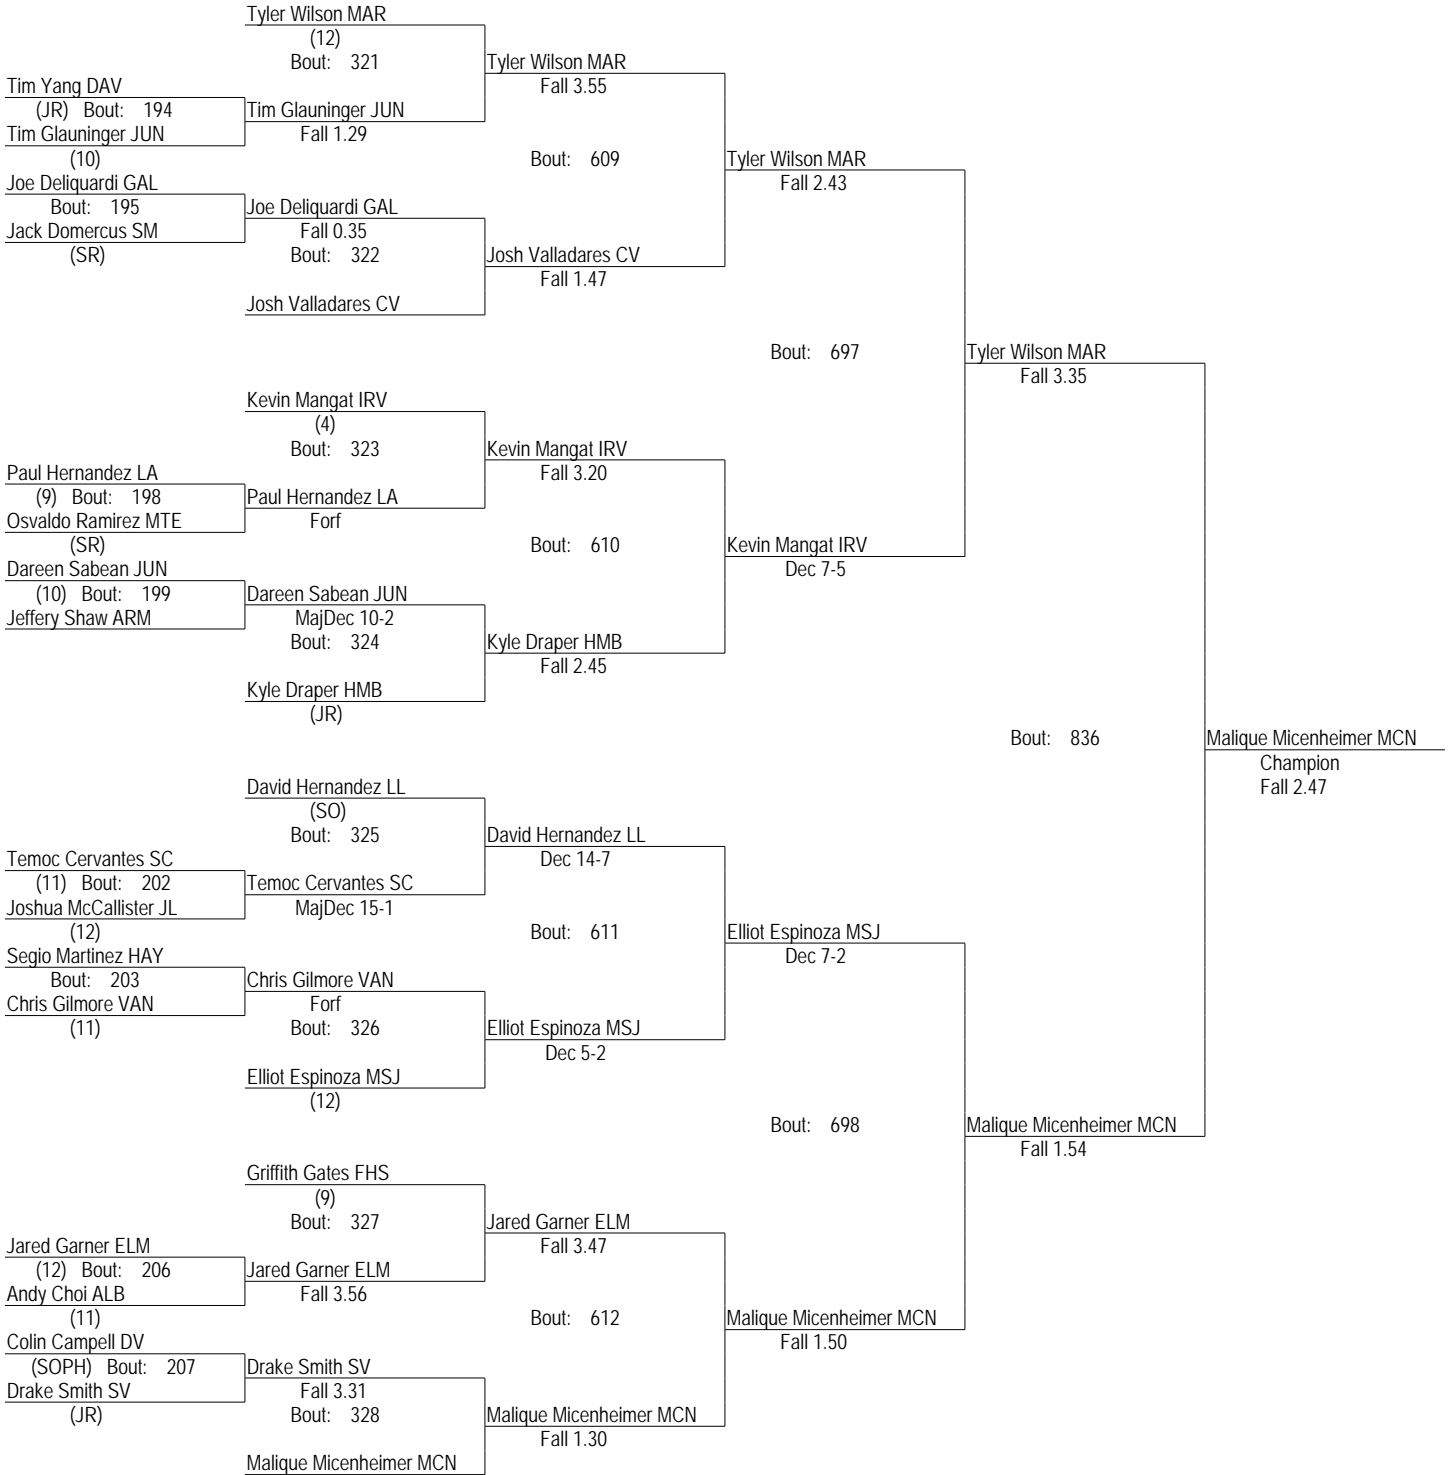 Tyler Wilson MAR
(12)
Bout: 321
Tyler Wilson MAR
Fall 3.55
Tim Yang DAV
(JR) Bout: 194
Tim Glauninger JUN
Tim Glauninger JUN
Fall 1.29
(10)
Bout: 609
Tyler Wilson MAR
Fall 2.43
Joe Deliquardi GAL
Bout: 195
Joe Deliquardi GAL
Jack Domercus SM
Fall 0.35
(SR)
Bout: 322
Josh Valladares CV
Fall 1.47
Josh Valladares CV
Bout: 697
Tyler Wilson MAR
Fall 3.35
Kevin Mangat IRV
(4)
Bout: 323
Kevin Mangat IRV
Fall 3.20
Paul Hernandez LA
(9) Bout: 198
Paul Hernandez LA
Osvaldo Ramirez MTE
Forf
(SR)
Bout: 610
Kevin Mangat IRV
Dec 7-5
Dareen Sabean JUN
(10) Bout: 199
Dareen Sabean JUN
Jeffery Shaw ARM
MajDec 10-2
Bout: 324
Kyle Draper HMB
Fall 2.45
Kyle Draper HMB
(JR)
Bout: 836
Malique Micenheimer MCN
Champion
Fall 2.47
David Hernandez LL
(SO)
Bout: 325
David Hernandez LL
Dec 14-7
Temoc Cervantes SC
(11) Bout: 202
Temoc Cervantes SC
Joshua McCallister JL
MajDec 15-1
(12)
Bout: 611
Elliot Espinoza MSJ
Dec 7-2
Segio Martinez HAY
Bout: 203
Chris Gilmore VAN
Chris Gilmore VAN
Forf
(11)
Bout: 326
Elliot Espinoza MSJ
Dec 5-2
Elliot Espinoza MSJ
(12)
Bout: 698
Malique Micenheimer MCN
Fall 1.54
Griffith Gates FHS
(9)
Bout: 327
Jared Garner ELM
Fall 3.47
Jared Garner ELM
(12) Bout: 206
Jared Garner ELM
Andy Choi ALB
Fall 3.56
(11)
Bout: 612
Malique Micenheimer MCN
Fall 1.50
Colin Campell DV
(SOPH) Bout: 207
Drake Smith SV
Drake Smith SV
Fall 3.31
(JR)
Bout: 328
Malique Micenheimer MCN
Fall 1.30
Malique Micenheimer MCN